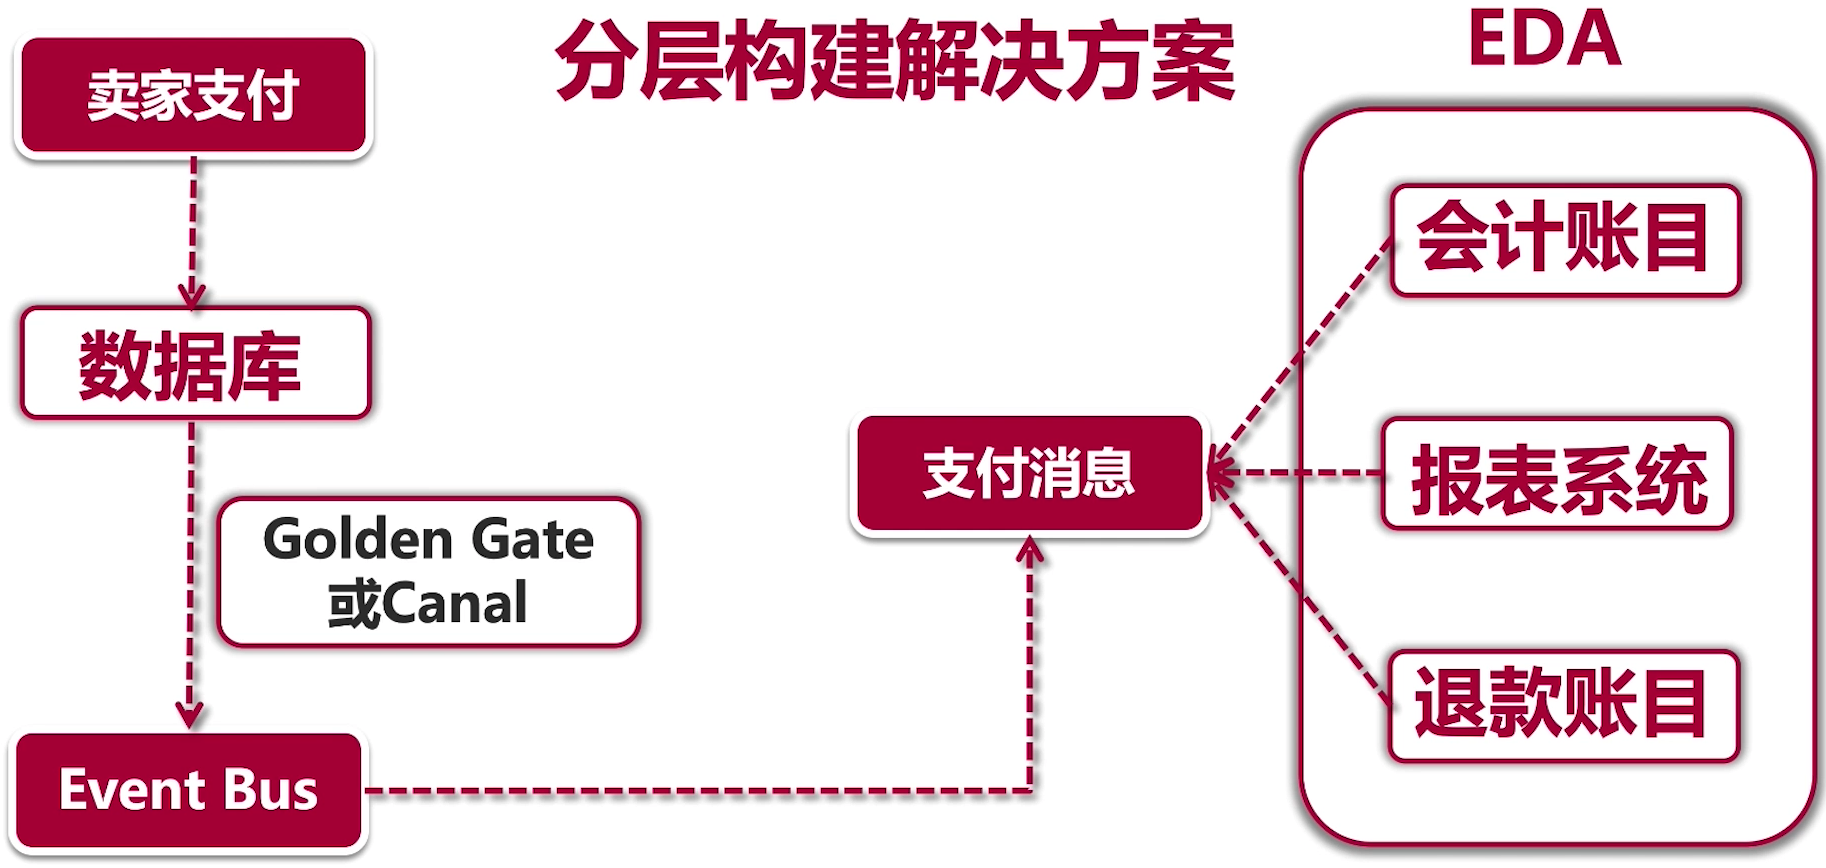 分层构建解决方案
EDA
卖家支付
数据库
Golden Gate
或Canal
Event Bus
支付消息
会计账目
报表系统
退款账目